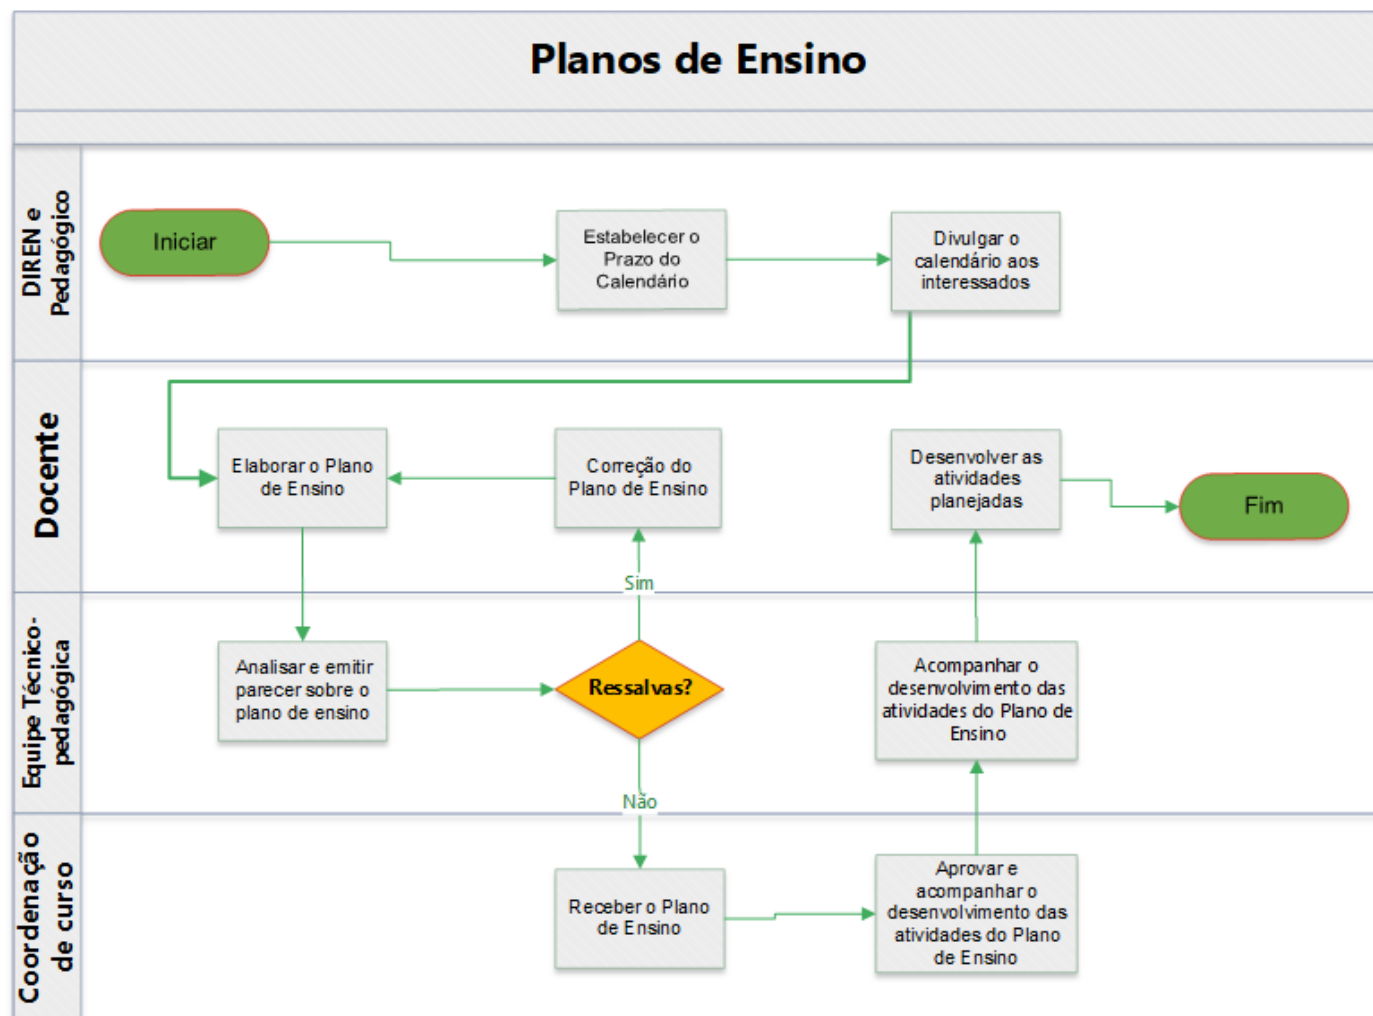 Planos de Ensino
DIREN e
Pedagógico
Iniciar
Estabelecer o
Prazo do
Calendário
Divulgar o
calendário aos
interessados
Docente
Elaborar o Plano
de Ensino
Correção do
Plano de Ensino
Desenvolver as
atividades
planejadas
Fim
Sim
Equipe Técnico-
pedagógica
Analisar e emitir
parecer sobre o
plano de ensino
Ressalvas?
Acompanhar o
desenvolvimento das
atividades do Plano de
Ensino
Não
Coordenação
de curso
Receber o Plano
de Ensino
Aprovar e
acompanhar o
desenvolvimento das
atividades do Plano
de Ensino